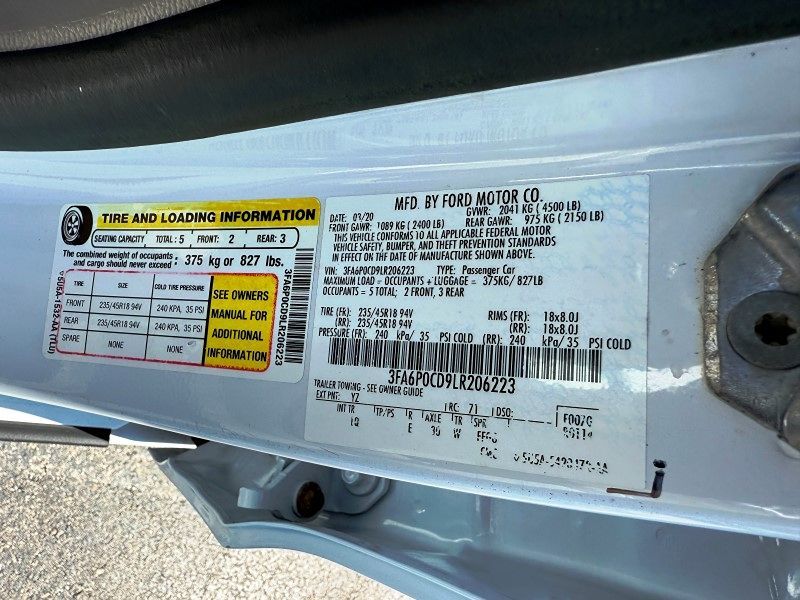 TIRE AND LOADING INFORMATION
SEATING CAPACITY TOTAL : 5 FRONT: 2 REAR: 3
The combined weight of occupants
and cargo should never exceed : 375 kg or 827 lbs.
TIRE SIZE COLD TIRE PRESSURE
FRONT 235/45R18 94V 240 KPA, 35 PSI
REAR 235/45R18 94V 240 KPA, 35 PSI
SPARE NONE NONE
SEE OWNERS
MANUAL FOR
ADDITIONAL
INFORMATION
5U5A-1532-AA (TU)
3FA6P0CD9LR206223
MFD. BY FORD MOTOR CO.
DATE: 03/20 GVWR: 2041 KG ( 4500 LB)
FRONT GAWR: 1089 KG ( 2400 LB) REAR GAWR: 975 KG ( 2150 LB)
THIS VEHICLE CONFORMS TO ALL APPLICABLE FEDERAL MOTOR
VEHICLE SAFETY, BUMPER, AND THEFT PREVENTION STANDARDS
IN EFFECT ON THE DATE OF MANUFACTURE SHOWN ABOVE.
VIN: 3FA6P0CD9LR206223 TYPE: Passenger Car
MAXIMUM LOAD = OCCUPANTS + LUGGAGE = 375KG/ 827LB
OCCUPANTS = 5 TOTAL; 2 FRONT, 3 REAR
TIRE (FR): 235/45R18 94V RIMS (FR): 18x8.0J
(RR): 235/45R18 94V (RR): 18x8.0J
PRESSURE (FR): 240 kPa/ 35 PSI COLD (RR): 240 kPa/35 PSI COLD
3FA6P0CD9LR206223
TRAILER TOWING - SEE OWNER GUIDE
EXT PNT: YZ RC: 71 DSO: F0070
INT TR TP/PS R AXLE TR SPR
E W